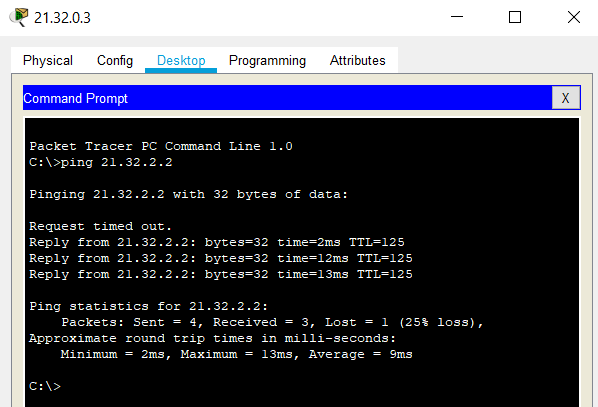 21.32.0.3
Physical Config Desktop Programming Attributes
Command Prompt X
Packet Tracer PC Command Line 1.0
C:\>ping 21.32.2.2
Pinging 21.32.2.2 with 32 bytes of data:
Request timed out.
Reply from 21.32.2.2: bytes=32 time=2ms TTL=125
Reply from 21.32.2.2: bytes=32 time=12ms TTL=125
Reply from 21.32.2.2: bytes=32 time=13ms TTL=125
Ping statistics for 21.32.2.2:
    Packets: Sent = 4, Received = 3, Lost = 1 (25% loss),
Approximate round trip times in milli-seconds:
    Minimum = 2ms, Maximum = 13ms, Average = 9ms
C:\>